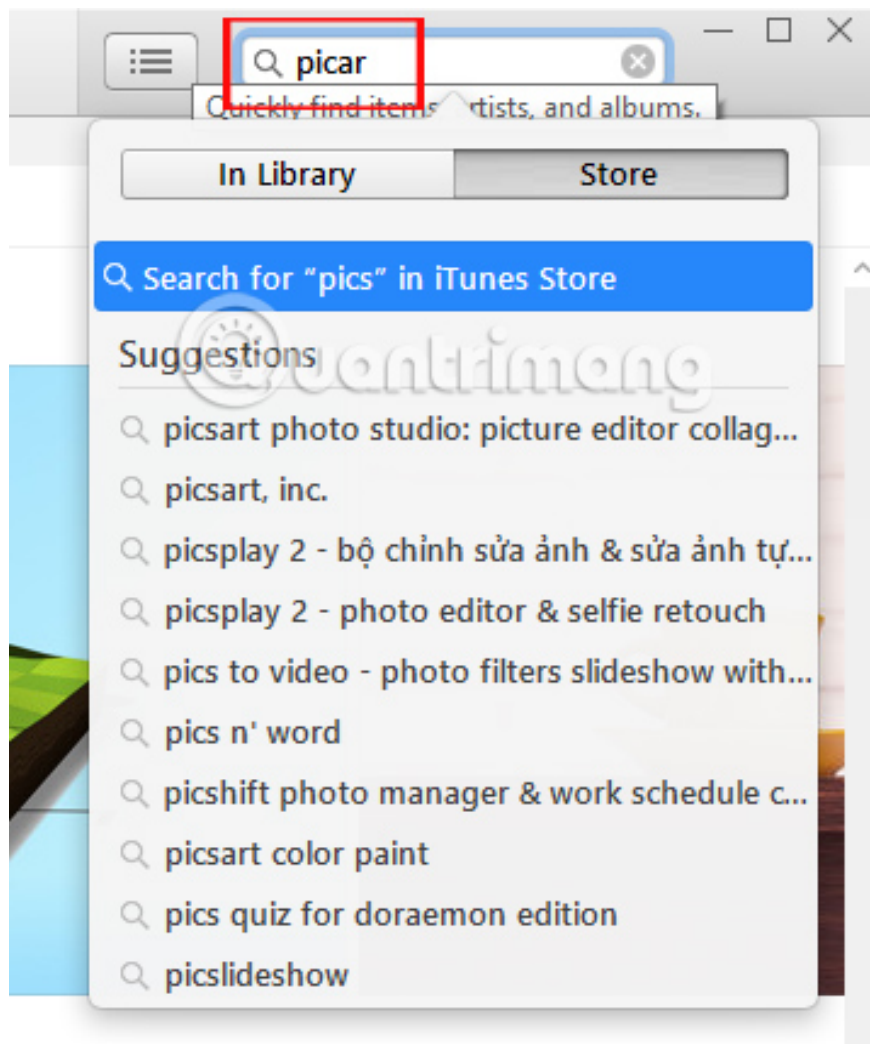 picar
Quickly find items, artists, and albums.
In Library
Store
Search for “pics” in iTunes Store
Suggestions
Quantrimang
picsart photo studio: picture editor collag...
picsart, inc.
picsplay 2 - bộ chỉnh sửa ảnh & sửa ảnh tự...
picsplay 2 - photo editor & selfie retouch
pics to video - photo filters slideshow with...
pics n' word
picshift photo manager & work schedule c...
picsart color paint
pics quiz for doraemon edition
picslideshow